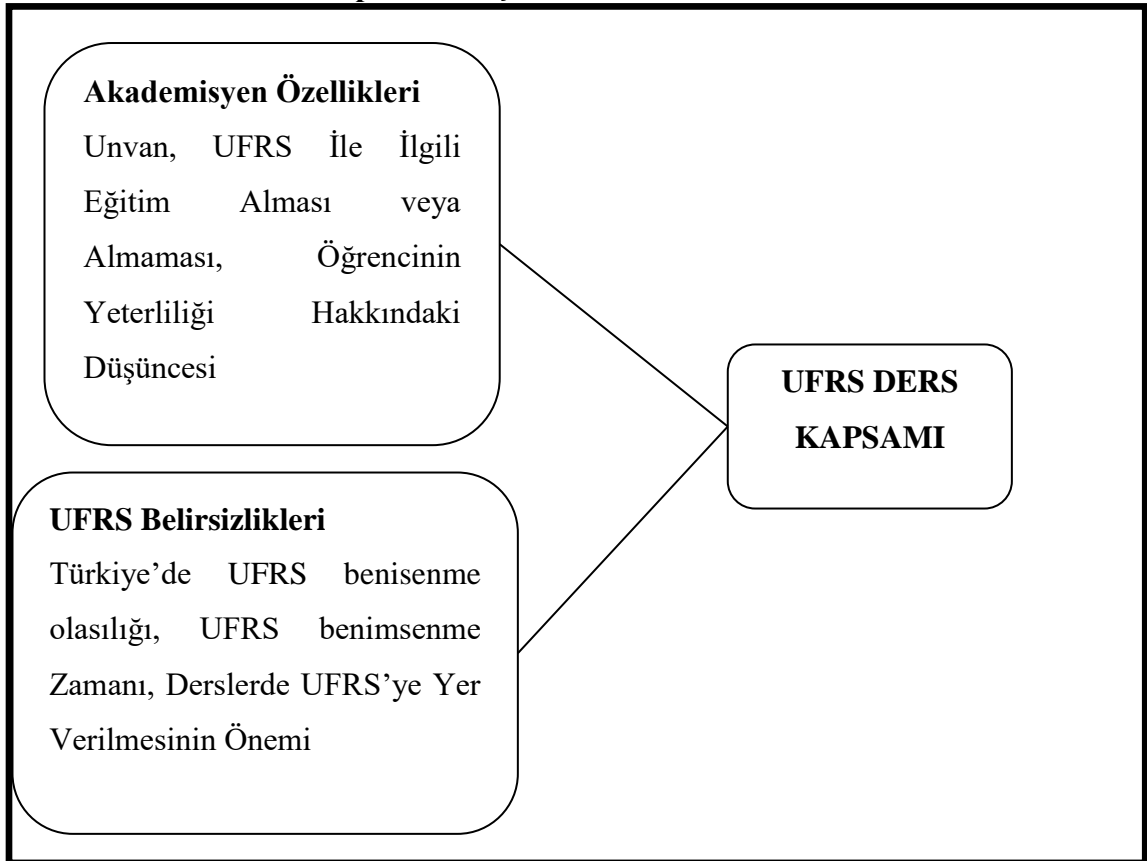 Akademisyen Özellikleri
Unvan, UFRS İle İlgili
Eğitim Alması veya
Almaması, Öğrencinin
Yeterliliği Hakkındaki
Düşüncesi
UFRS DERS
KAPSAMI
UFRS Belirsizlikleri
Türkiye’de UFRS benisenme
olasılığı, UFRS benimsenme
Zamanı, Derslerde UFRS’ye Yer
Verilmesinin Önemi